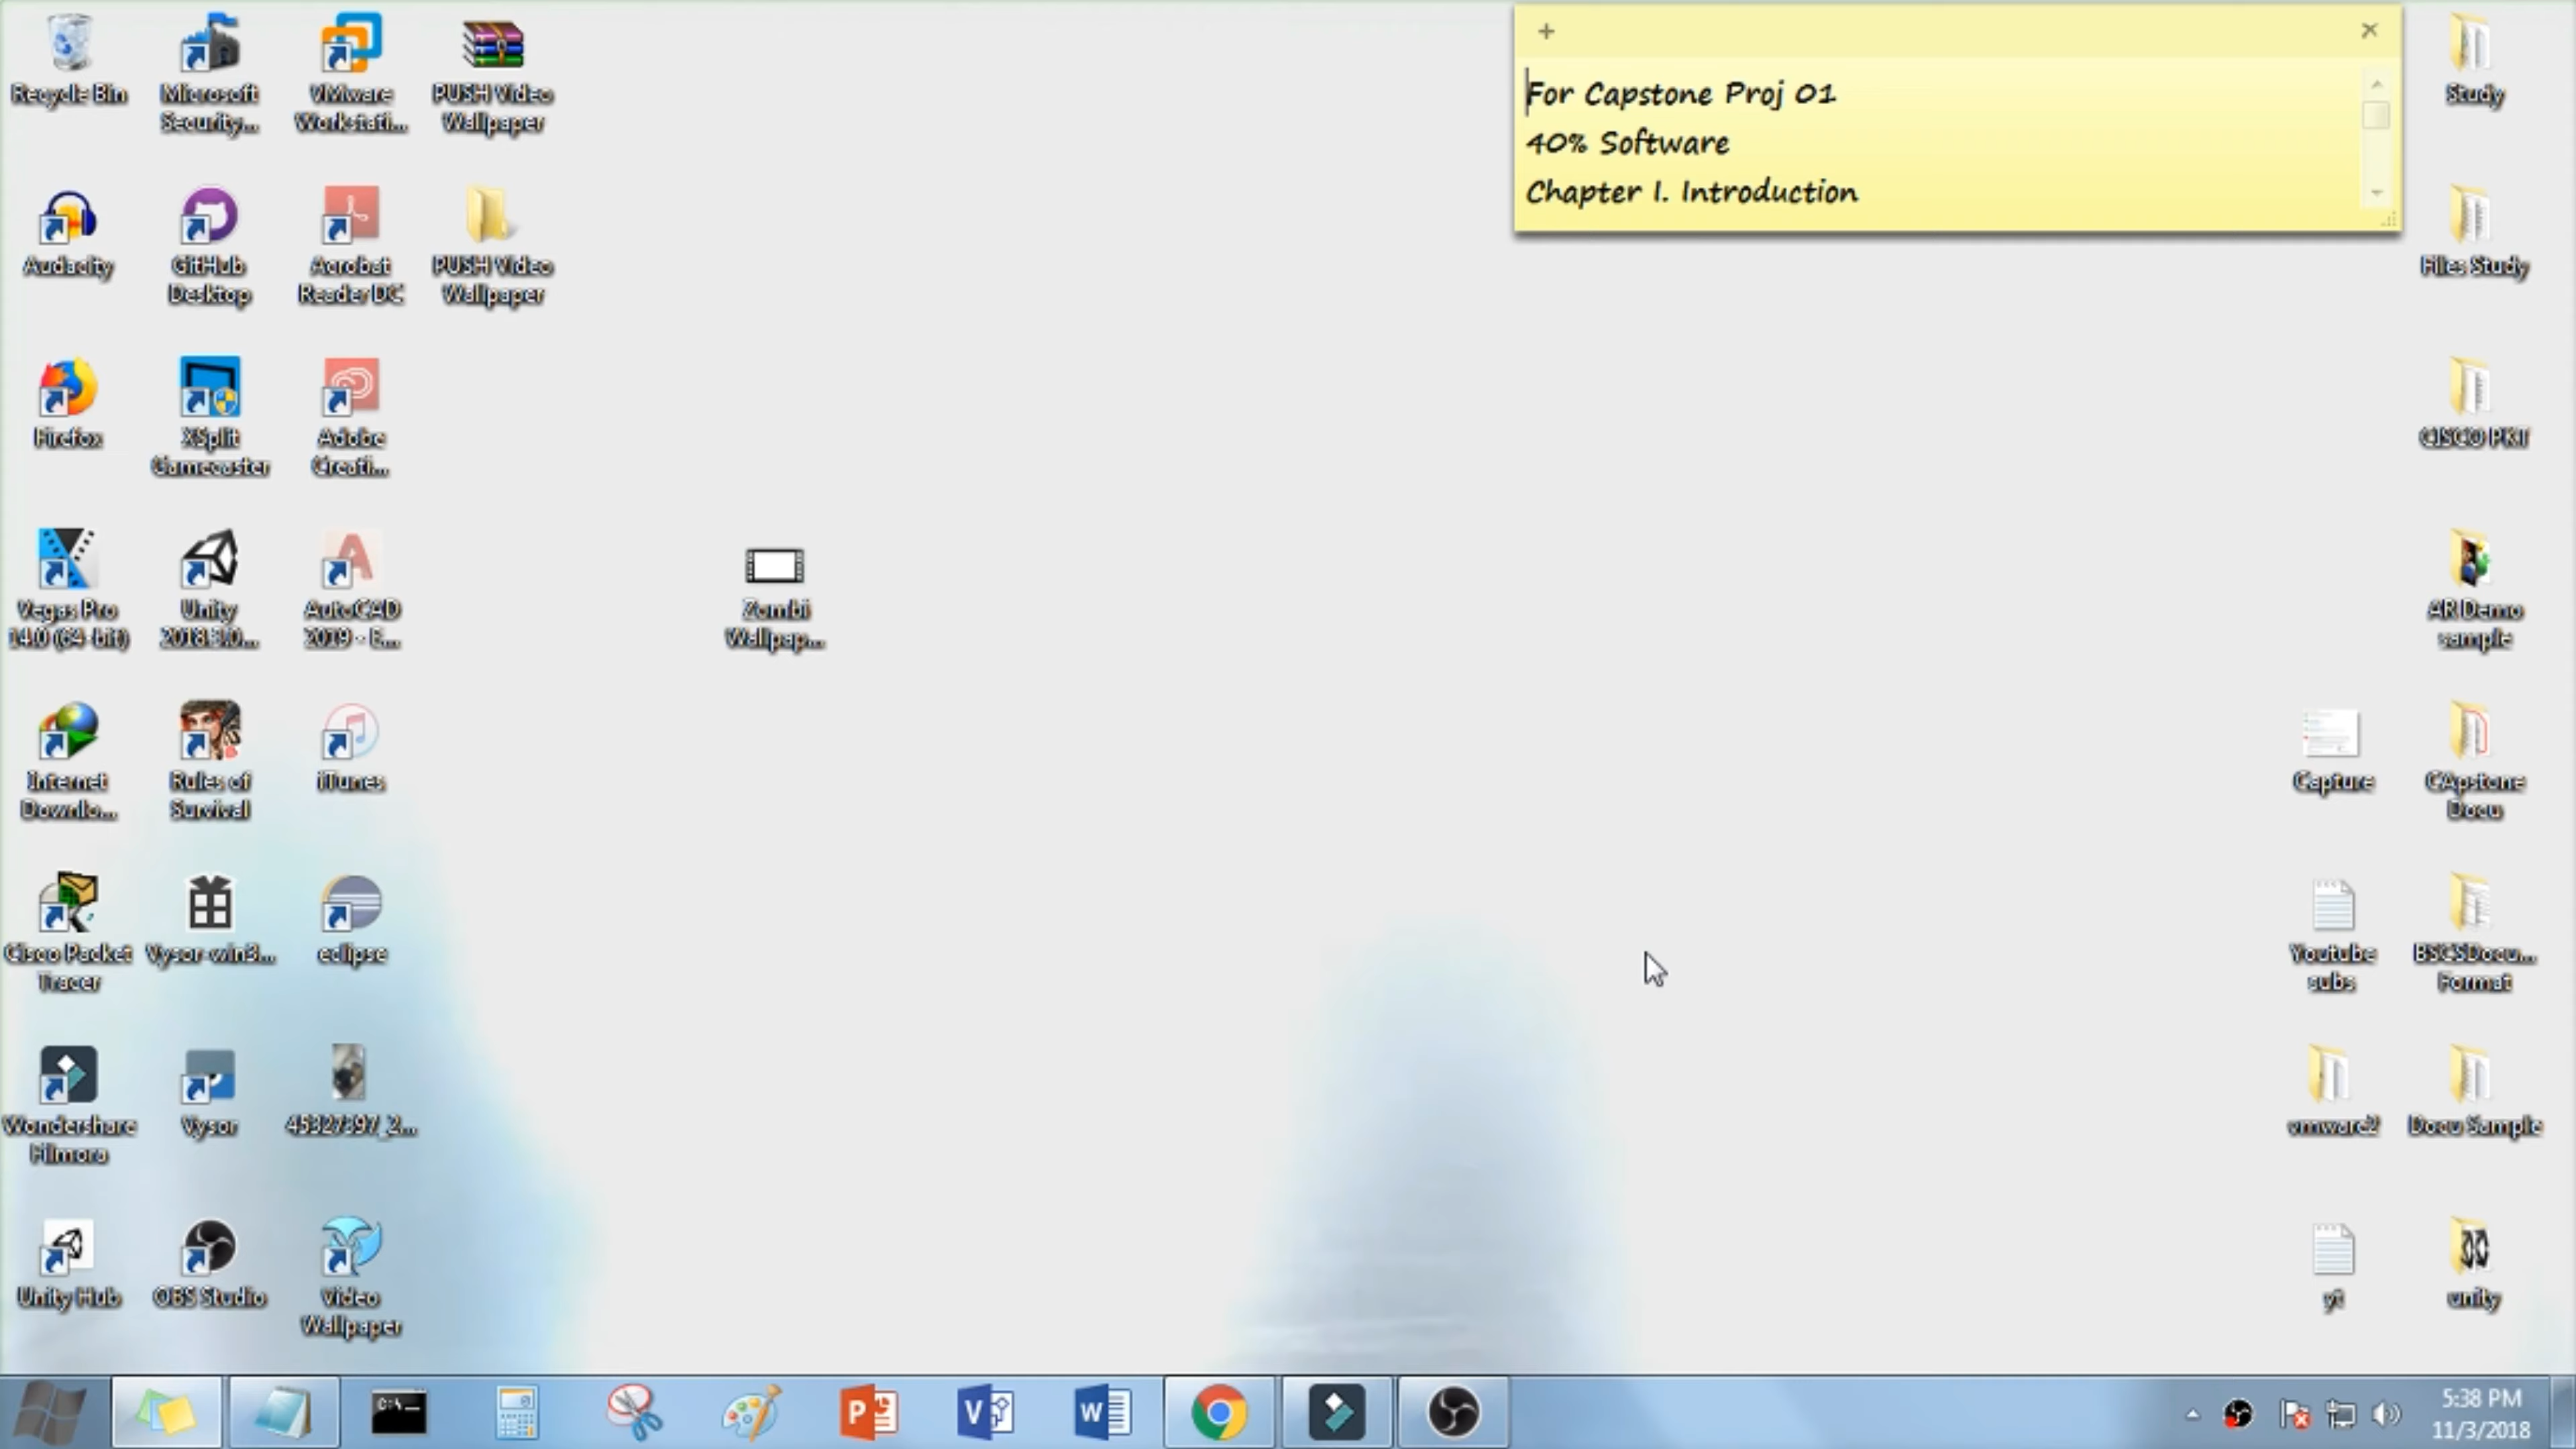 Recycle Bin
Microsoft
Security...
VMware
Workstati...
PUSH Video
Wallpaper
+
×
For Capstone Proj 01
40% Software
Chapter I. Introduction
Study
Audacity
GitHub
Desktop
Acrobat
Reader DC
PUSH Video
Wallpaper
Files Study
Firefox
XSplit
Gamecaster
Adobe
Creati...
CISCO PKT
Vegas Pro
14.0 (64-bit)
Unity
2018.3.0...
AutoCAD
2019 - E...
Zombi
Wallpap...
AR Demo
sample
Internet
Downlo...
Rules of
Survival
iTunes
Capture
CApstone
Docu
Cisco Packet
Tracer
Vysor-win3...
eclipse
Youtube
subs
BSCSDocu...
Format
Wondershare
Filmora
Vysor
45327397_2...
vmware2
Docu Sample
Unity Hub
OBS Studio
Video
Wallpaper
yt
unity
C:\
P
V
W
5:38 PM
11/3/2018